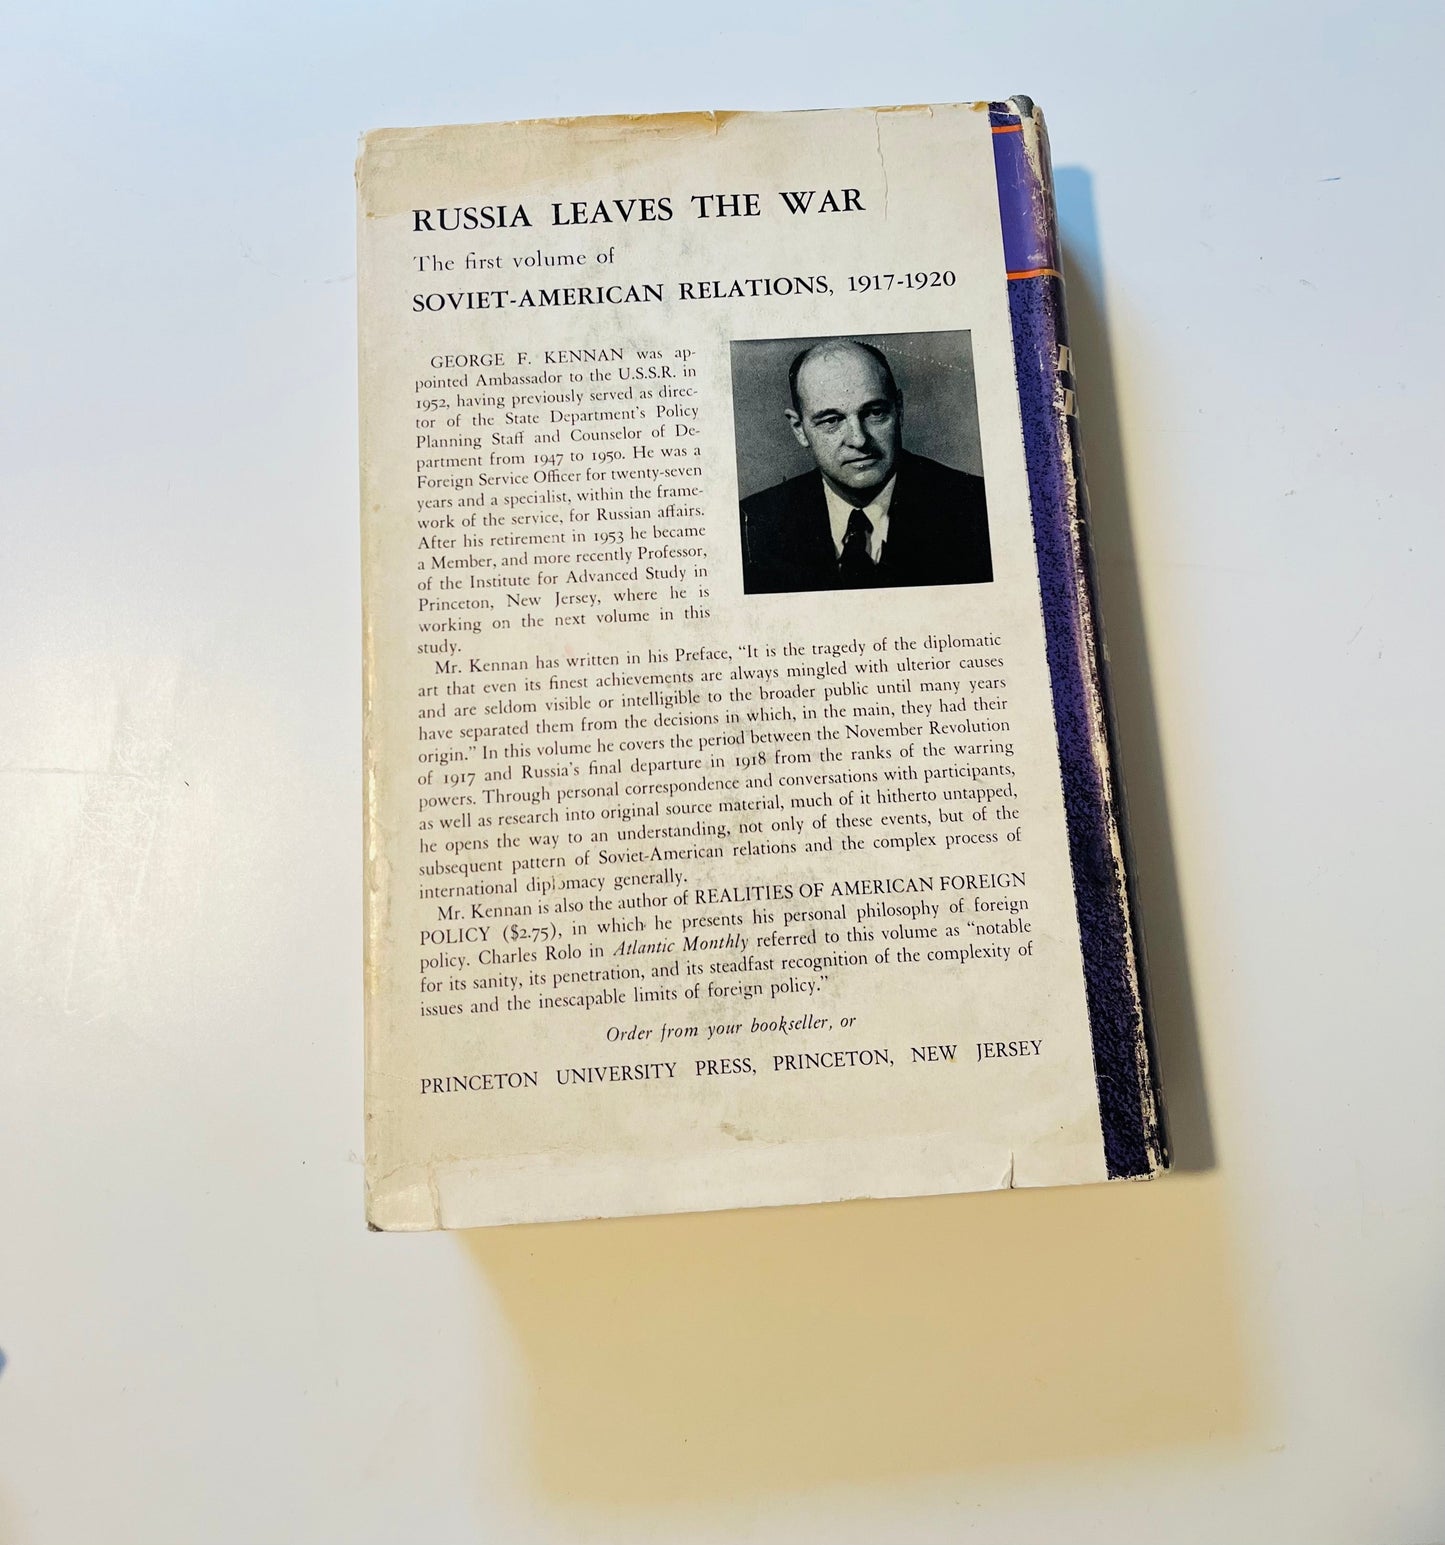 RUSSIA LEAVES THE WAR
The first volume of
SOVIET-AMERICAN RELATIONS, 1917-1920
GEORGE F. KENNAN was ap-
pointed Ambassador to the U.S.S.R. in
1952, having previously served as direc-
tor of the State Department's Policy
Planning Staff and Counselor of De-
partment from 1947 to 1950. He was a
Foreign Service Officer for twenty-seven
years and a specialist, within the frame-
work of the service, for Russian affairs.
After his retirement in 1953 he became
a Member, and more recently Professor,
of the Institute for Advanced Study in
Princeton, New Jersey, where he is
working on the next volume in this
study.
Mr. Kennan has written in his Preface, "It is the tragedy of the diplomatic
art that even its finest achievements are always mingled with ulterior causes
and are seldom visible or intelligible to the broader public until many years
have separated them from the decisions in which, in the main, they had their
origin." In this volume he covers the period between the November Revolution
of 1917 and Russia's final departure in 1918 from the ranks of the warring
powers. Through personal correspondence and conversations with participants,
as well as research into original source material, much of it hitherto untapped,
he opens the way to an understanding, not only of these events, but of the
subsequent pattern of Soviet-American relations and the complex process of
international diplomacy generally.
Mr. Kennan is also the author of REALITIES OF AMERICAN FOREIGN
POLICY ($2.75), in which he presents his personal philosophy of foreign
policy. Charles Rolo in Atlantic Monthly referred to this volume as "notable
for its sanity, its penetration, and its steadfast recognition of the complexity of
issues and the inescapable limits of foreign policy."
Order from your bookseller, or
PRINCETON UNIVERSITY PRESS, PRINCETON, NEW JERSEY